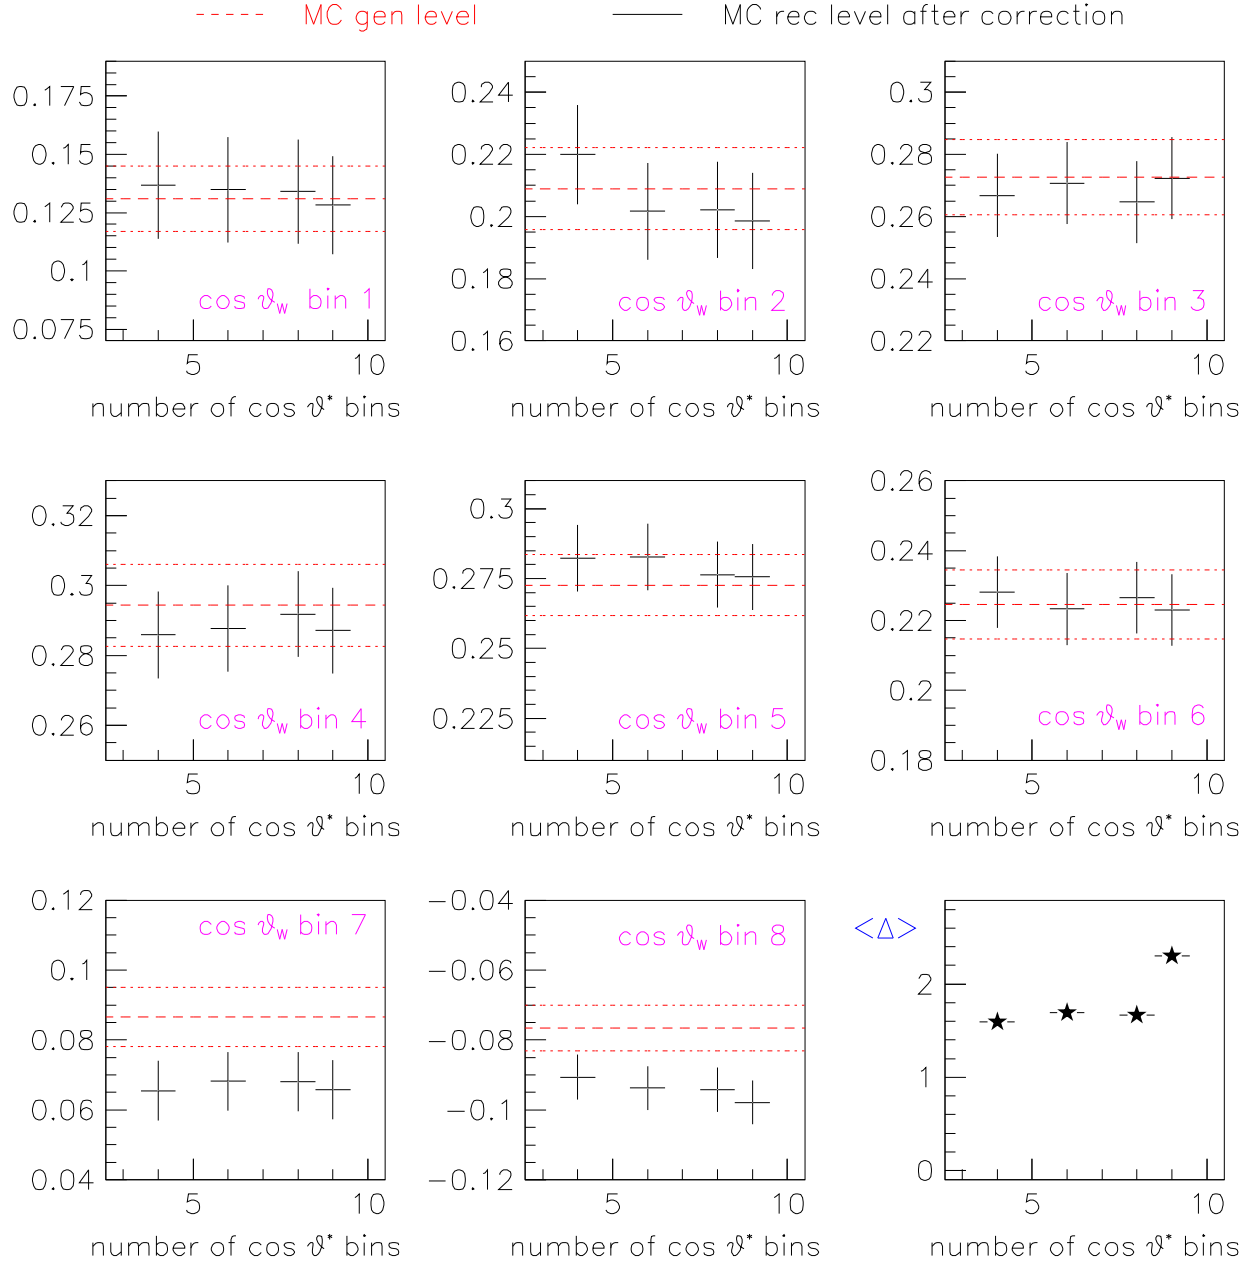 MC gen level MC rec level after correction
0.175
0.15
0.125
0.1
0.075
cos ϑw bin 1
5 10
number of cos ϑ* bins
0.24
0.22
0.2
0.18
0.16
cos ϑw bin 2
5 10
number of cos ϑ* bins
0.3
0.28
0.26
0.24
0.22
cos ϑw bin 3
5 10
number of cos ϑ* bins
0.32
0.3
0.28
0.26
cos ϑw bin 4
5 10
number of cos ϑ* bins
0.3
0.275
0.25
0.225
cos ϑw bin 5
5 10
number of cos ϑ* bins
0.26
0.24
0.22
0.2
0.18
cos ϑw bin 6
5 10
number of cos ϑ* bins
0.12
cos ϑw bin 7
0.1
0.08
0.06
0.04
5 10
number of cos ϑ* bins
−0.04
cos ϑw bin 8
−0.06
−0.08
−0.1
−0.12
5 10
number of cos ϑ* bins
<Δ>
2
1
0
5 10
number of cos ϑ* bins